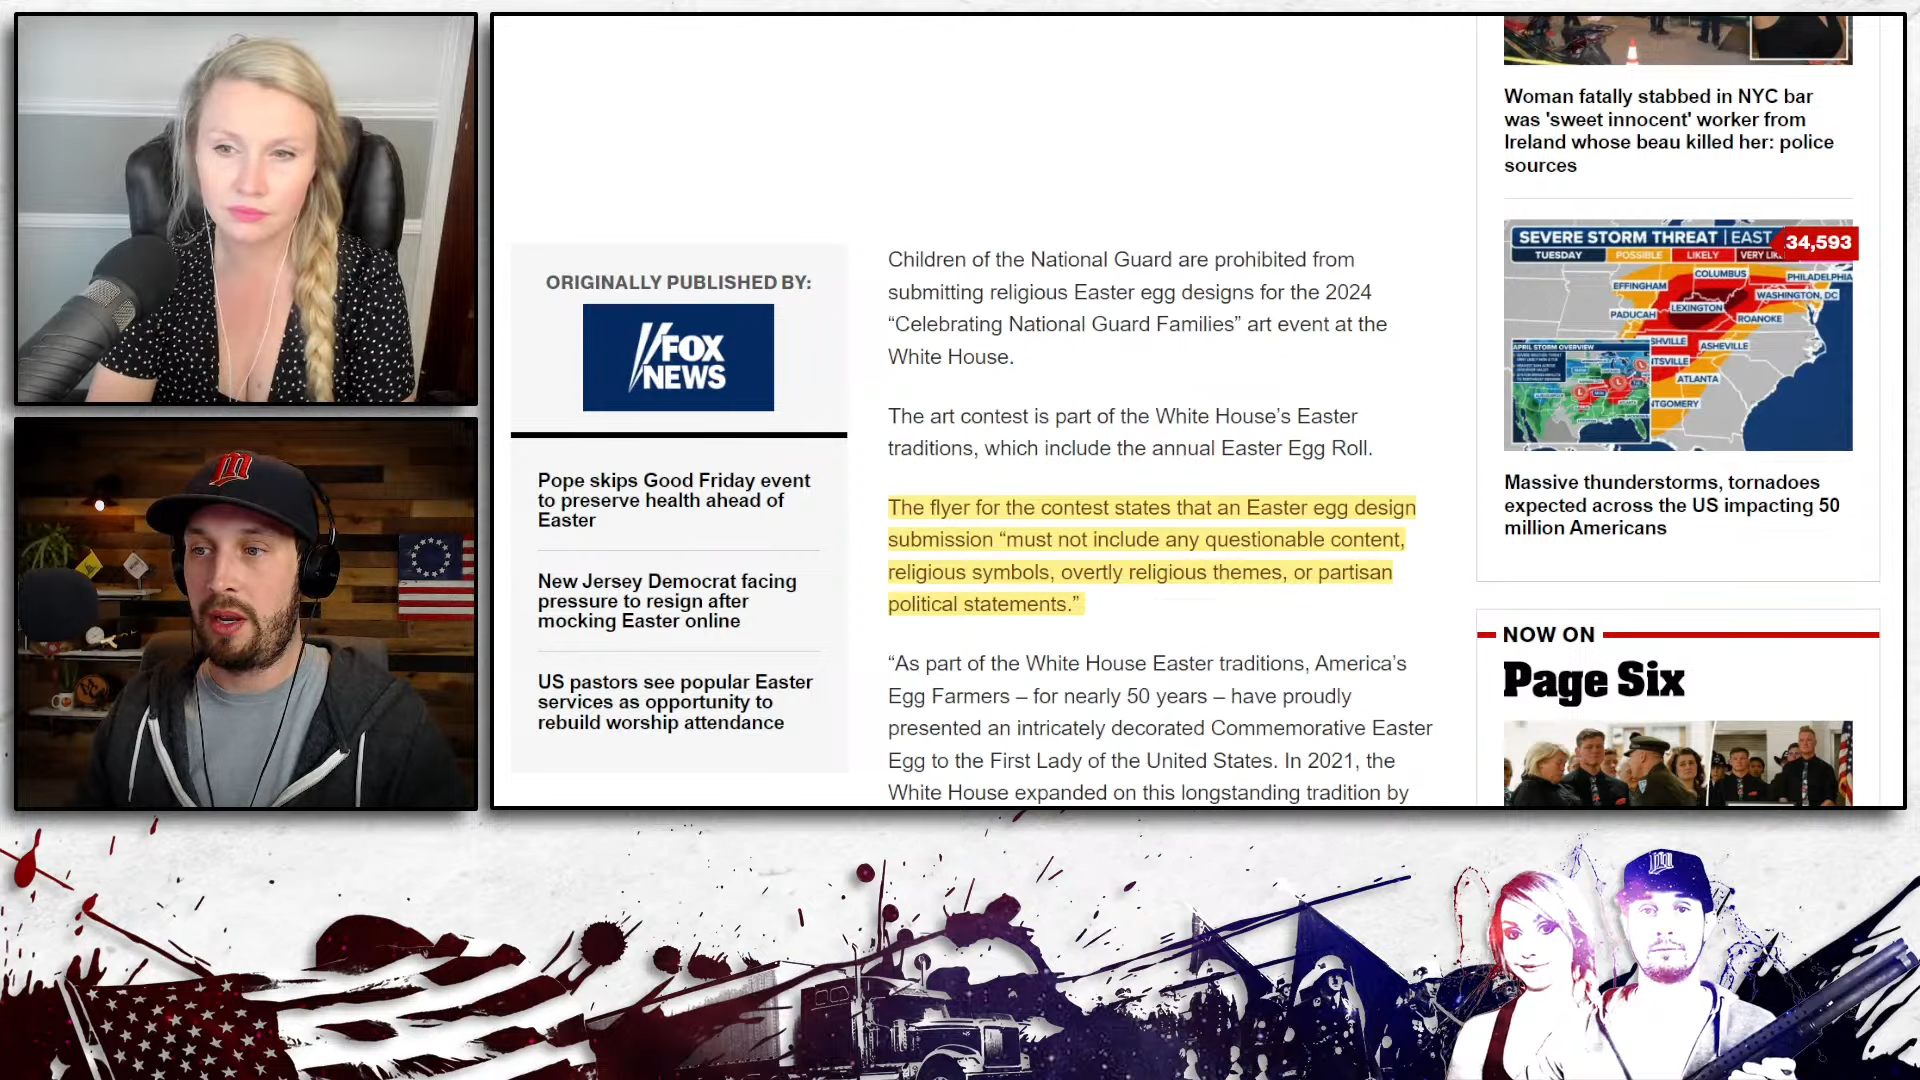 ORIGINALLY PUBLISHED BY:
FOX
NEWS
Pope skips Good Friday event
to preserve health ahead of
Easter
New Jersey Democrat facing
pressure to resign after
mocking Easter online
US pastors see popular Easter
services as opportunity to
rebuild worship attendance
Children of the National Guard are prohibited from
submitting religious Easter egg designs for the 2024
“Celebrating National Guard Families” art event at the
White House.
The art contest is part of the White House’s Easter
traditions, which include the annual Easter Egg Roll.
The flyer for the contest states that an Easter egg design
submission “must not include any questionable content,
religious symbols, overtly religious themes, or partisan
political statements.”
“As part of the White House Easter traditions, America’s
Egg Farmers – for nearly 50 years – have proudly
presented an intricately decorated Commemorative Easter
Egg to the First Lady of the United States. In 2021, the
White House expanded on this longstanding tradition by
Woman fatally stabbed in NYC bar
was 'sweet innocent' worker from
Ireland whose beau killed her: police
sources
SEVERE STORM THREAT | EAST
34,593
TUESDAY POSSIBLE LIKELY VERY LIK
COLUMBUS
PHILADELPHIA
EFFINGHAM
WASHINGTON, DC
LEXINGTON
PADUCAH
ROANOKE
SHVILLE
ASHEVILLE
APRIL STORM OVERVIEW
NTSVILLE
ATLANTA
NTGOMERY
Massive thunderstorms, tornadoes
expected across the US impacting 50
million Americans
NOW ON
Page Six